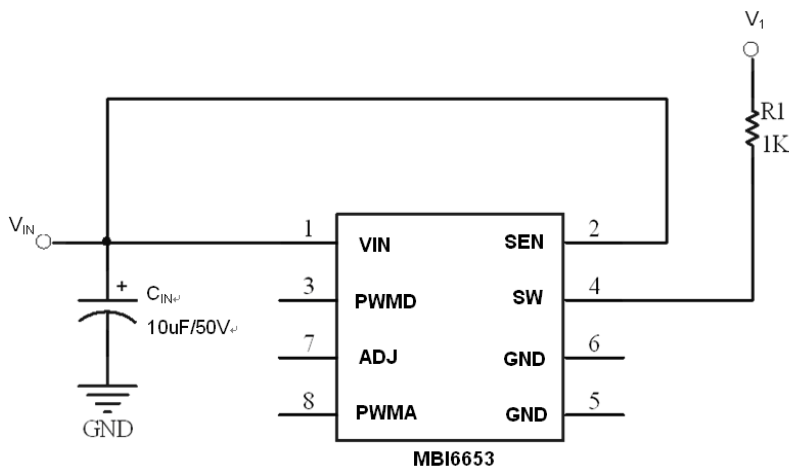 V1
R1
1K
VIN
1 VIN SEN 2
+ CIN
10uF/50V
3 PWMD SW 4
7 ADJ GND 6
8 PWMA GND 5
GND
MBI6653